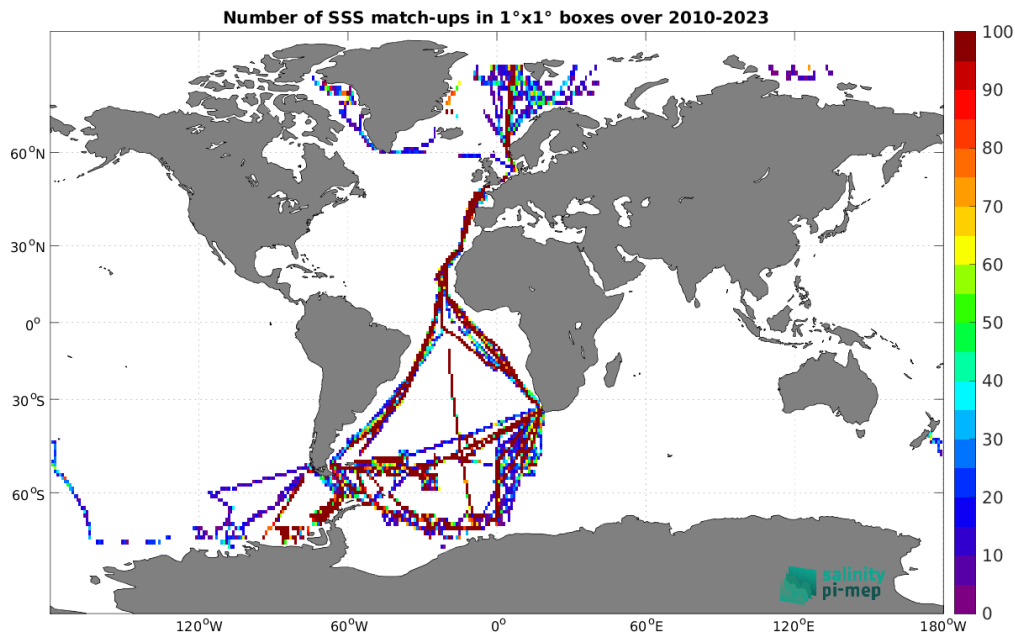 Number of SSS match-ups in 1°x1° boxes over 2010-2023
60°N
30°N
0°
30°S
60°S
120°W
60°W
0°E
60°E
120°E
180°W
100
90
80
70
60
50
40
30
20
10
0
salinity
pi-mep